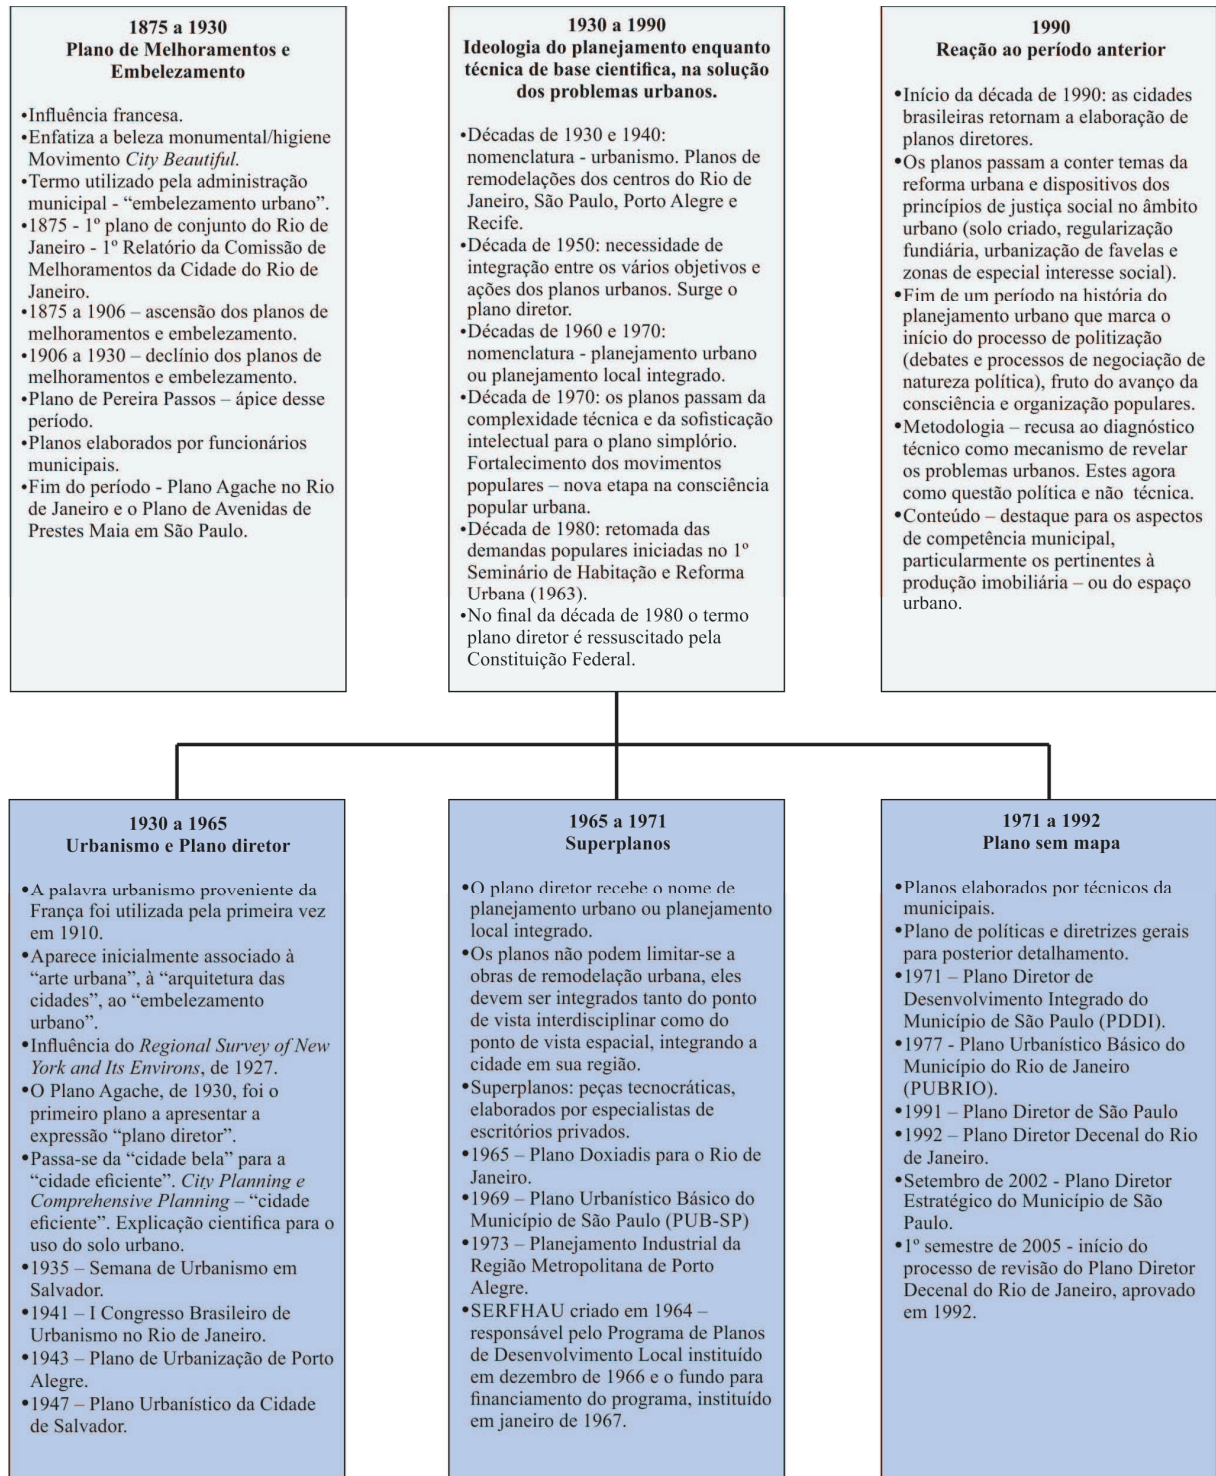 1875 a 1930
Plano de Melhoramentos e
Embelezamento
•Influência francesa.
•Enfatiza a beleza monumental/higiene
Movimento City Beautiful.
•Termo utilizado pela administração
municipal - “embelezamento urbano”.
•1875 - 1º plano de conjunto do Rio de
Janeiro - 1º Relatório da Comissão de
Melhoramentos da Cidade do Rio de
Janeiro.
•1875 a 1906 – ascensão dos planos de
melhoramentos e embelezamento.
•1906 a 1930 – declínio dos planos de
melhoramentos e embelezamento.
•Plano de Pereira Passos – ápice desse
período.
•Planos elaborados por funcionários
municipais.
•Fim do período - Plano Agache no Rio
de Janeiro e o Plano de Avenidas de
Prestes Maia em São Paulo.
1930 a 1990
Ideologia do planejamento enquanto
técnica de base cientifica, na solução
dos problemas urbanos.
•Décadas de 1930 e 1940:
nomenclatura - urbanismo. Planos de
remodelações dos centros do Rio de
Janeiro, São Paulo, Porto Alegre e
Recife.
•Década de 1950: necessidade de
integração entre os vários objetivos e
ações dos planos urbanos. Surge o
plano diretor.
•Décadas de 1960 e 1970:
nomenclatura - planejamento urbano
ou planejamento local integrado.
•Década de 1970: os planos passam da
complexidade técnica e da sofisticação
intelectual para o plano simplório.
Fortalecimento dos movimentos
populares – nova etapa na consciência
popular urbana.
•Década de 1980: retomada das
demandas populares iniciadas no 1º
Seminário de Habitação e Reforma
Urbana (1963).
•No final da década de 1980 o termo
plano diretor é ressuscitado pela
Constituição Federal.
1990
Reação ao período anterior
•Início da década de 1990: as cidades
brasileiras retornam a elaboração de
planos diretores.
•Os planos passam a conter temas da
reforma urbana e dispositivos dos
princípios de justiça social no âmbito
urbano (solo criado, regularização
fundiária, urbanização de favelas e
zonas de especial interesse social).
•Fim de um período na história do
planejamento urbano que marca o
início do processo de politização
(debates e processos de negociação de
natureza política), fruto do avanço da
consciência e organização populares.
•Metodologia – recusa ao diagnóstico
técnico como mecanismo de revelar
os problemas urbanos. Estes agora
como questão política e não técnica.
•Conteúdo – destaque para os aspectos
de competência municipal,
particularmente os pertinentes à
produção imobiliária – ou do espaço
urbano.
1930 a 1965
Urbanismo e Plano diretor
•A palavra urbanismo proveniente da
França foi utilizada pela primeira vez
em 1910.
•Aparece inicialmente associado à
“arte urbana”, à “arquitetura das
cidades”, ao “embelezamento
urbano”.
•Influência do Regional Survey of New
York and Its Environs, de 1927.
•O Plano Agache, de 1930, foi o
primeiro plano a apresentar a
expressão “plano diretor”.
•Passa-se da “cidade bela” para a
“cidade eficiente”. City Planning e
Comprehensive Planning – “cidade
eficiente”. Explicação cientifica para o
uso do solo urbano.
•1935 – Semana de Urbanismo em
Salvador.
•1941 – I Congresso Brasileiro de
Urbanismo no Rio de Janeiro.
•1943 – Plano de Urbanização de Porto
Alegre.
•1947 – Plano Urbanístico da Cidade
de Salvador.
1965 a 1971
Superplanos
•O plano diretor recebe o nome de
planejamento urbano ou planejamento
local integrado.
•Os planos não podem limitar-se a
obras de remodelação urbana, eles
devem ser integrados tanto do ponto
de vista interdisciplinar como do
ponto de vista espacial, integrando a
cidade em sua região.
•Superplanos: peças tecnocráticas,
elaborados por especialistas de
escritórios privados.
•1965 – Plano Doxiadis para o Rio de
Janeiro.
•1969 – Plano Urbanístico Básico do
Município de São Paulo (PUB-SP)
•1973 – Planejamento Industrial da
Região Metropolitana de Porto
Alegre.
•SERFHAU criado em 1964 –
responsável pelo Programa de Planos
de Desenvolvimento Local instituído
em dezembro de 1966 e o fundo para
financiamento do programa, instituído
em janeiro de 1967.
1971 a 1992
Plano sem mapa
•Planos elaborados por técnicos da
municipais.
•Plano de políticas e diretrizes gerais
para posterior detalhamento.
•1971 – Plano Diretor de
Desenvolvimento Integrado do
Município de São Paulo (PDDI).
•1977 - Plano Urbanístico Básico do
Município do Rio de Janeiro
(PUBRIO).
•1991 – Plano Diretor de São Paulo
•1992 – Plano Diretor Decenal do Rio
de Janeiro.
•Setembro de 2002 - Plano Diretor
Estratégico do Município de São
Paulo.
•1º semestre de 2005 - início do
processo de revisão do Plano Diretor
Decenal do Rio de Janeiro, aprovado
em 1992.